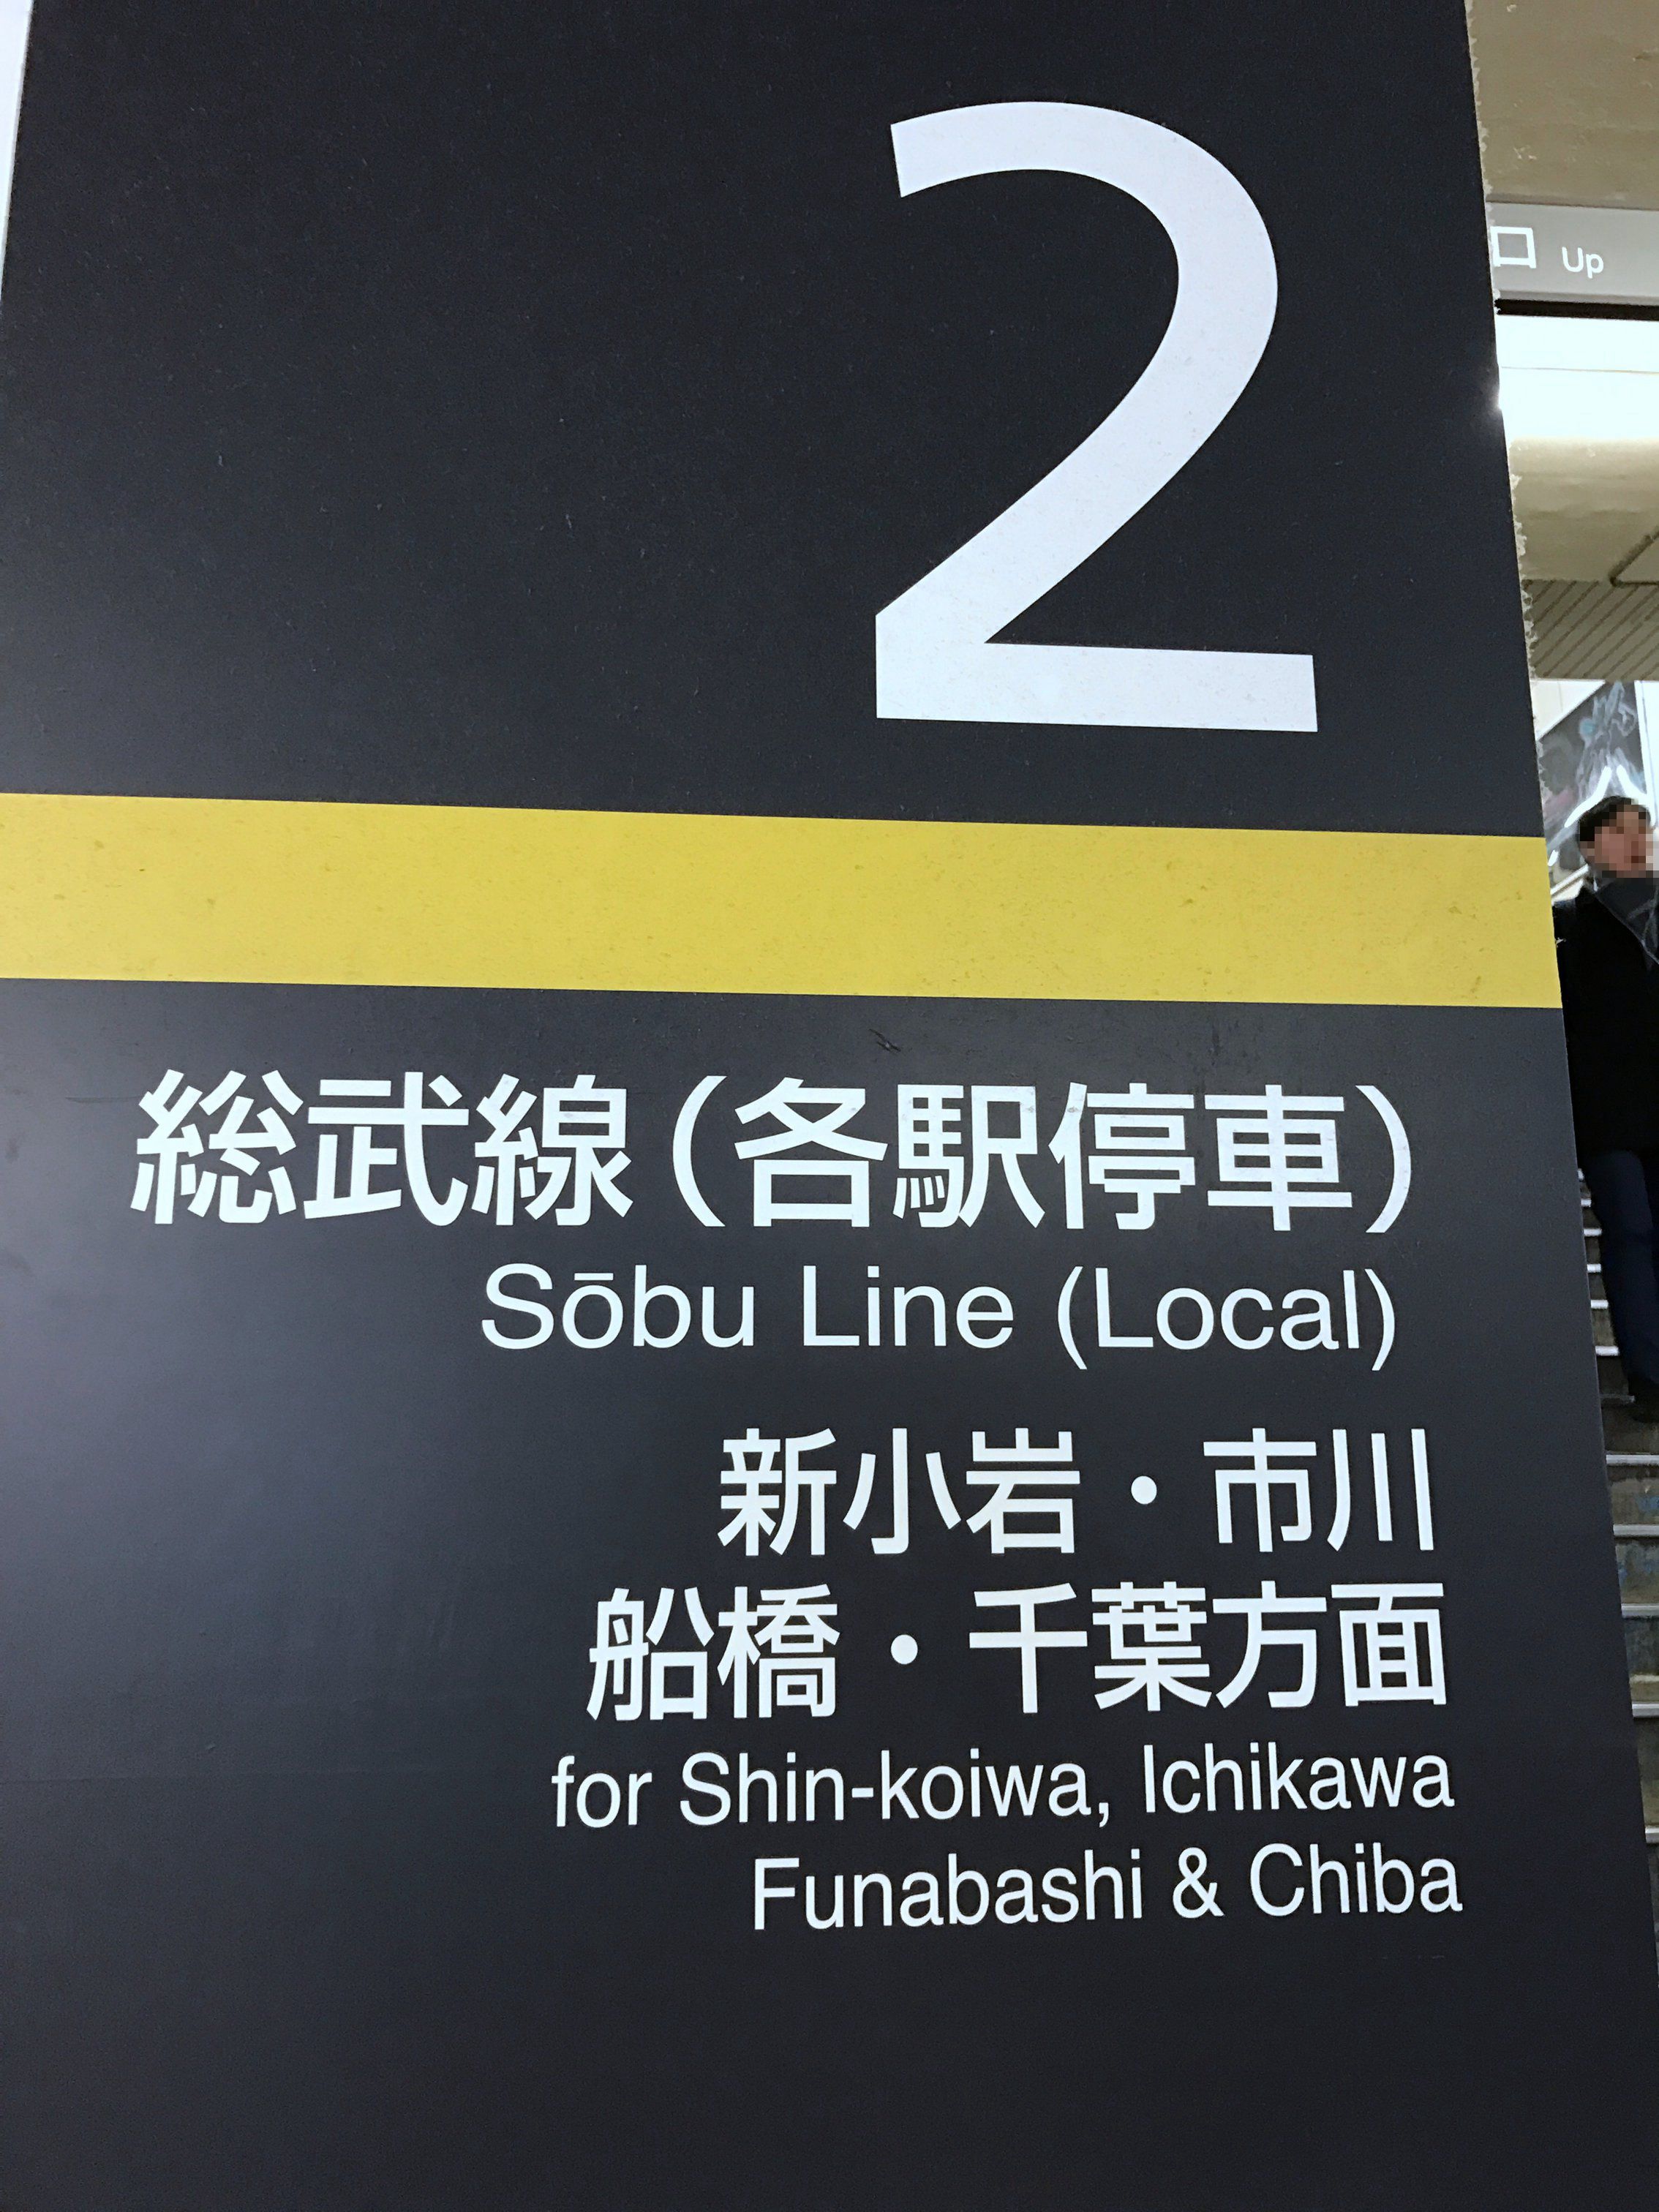 2
総武線（各駅停車）
Sōbu Line (Local)
新小岩・市川
船橋・千葉方面
for Shin-koiwa, Ichikawa
Funabashi & Chiba
口 Up